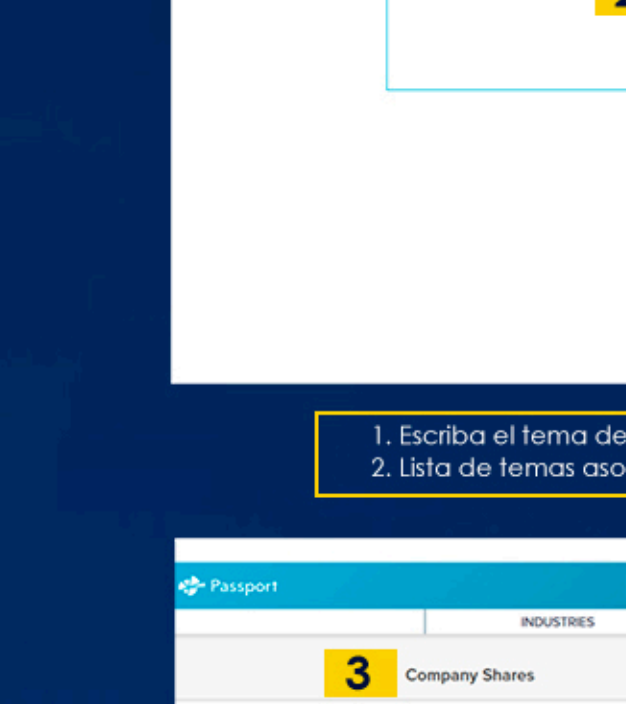 1. Escriba el tema de
2. Lista de temas aso
Passport
INDUSTRIES
3 Company Shares